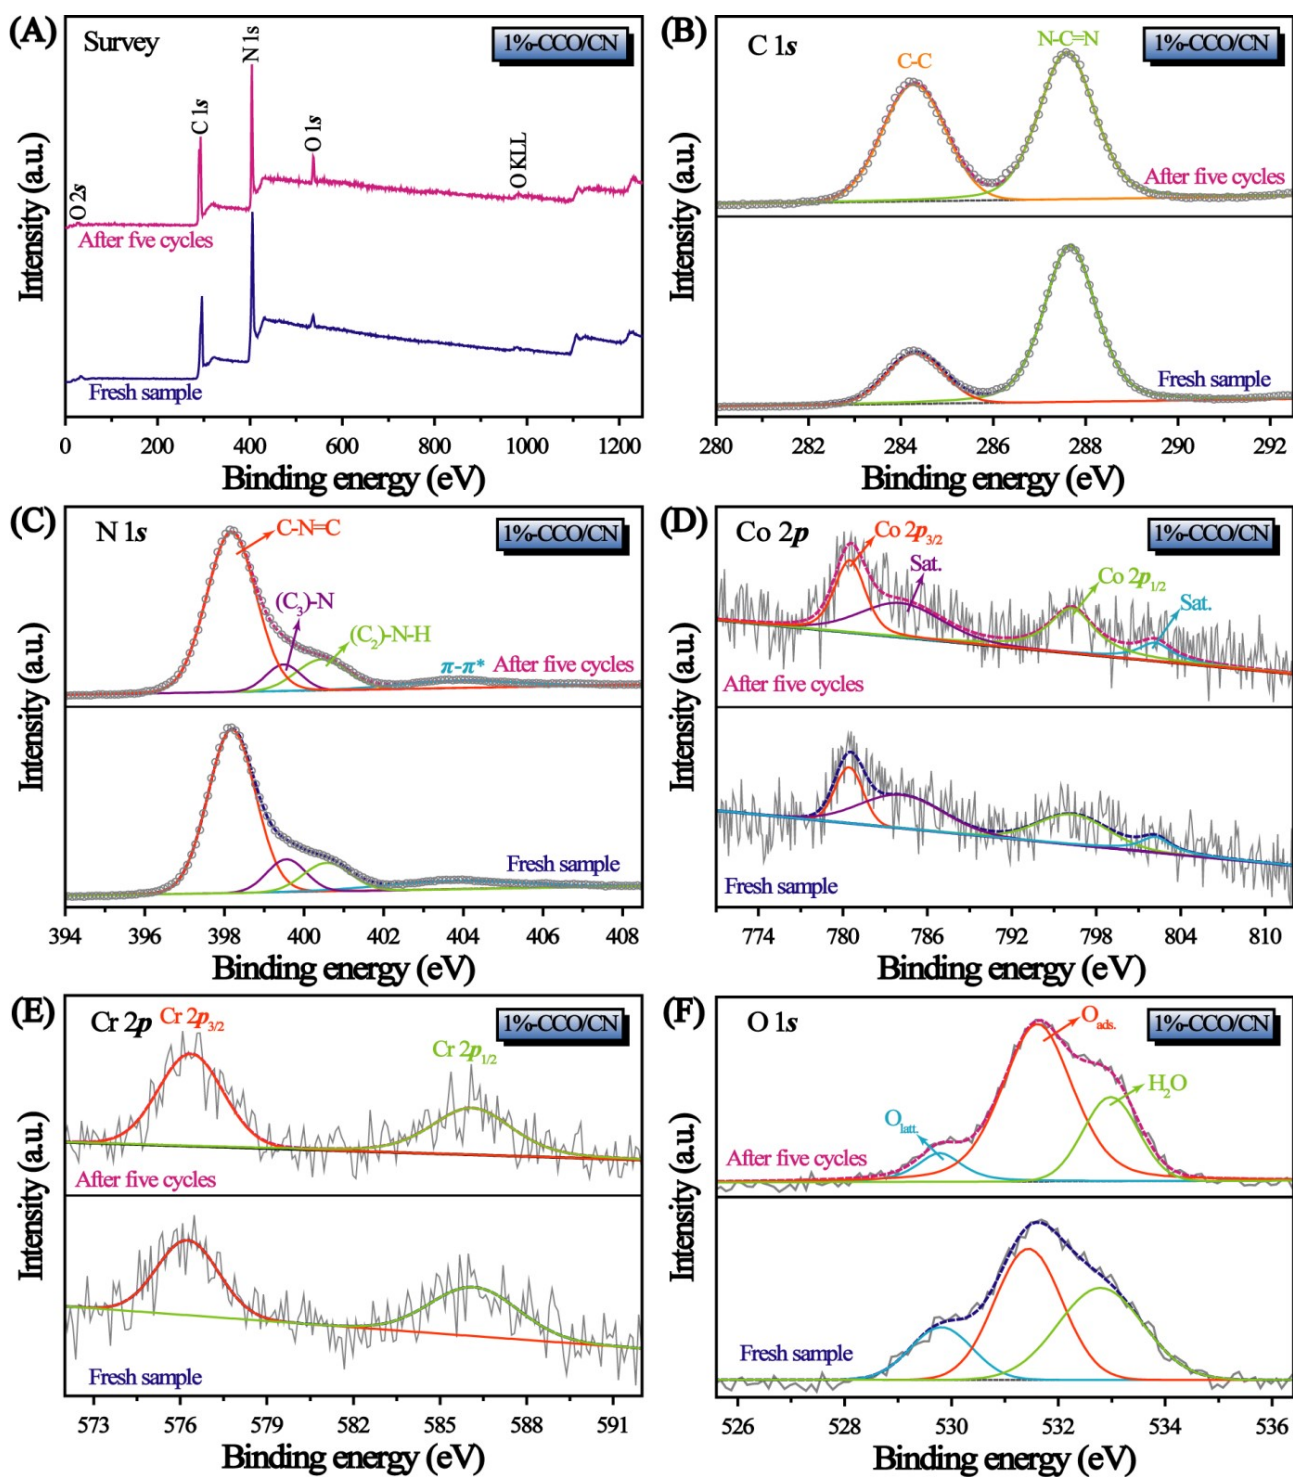 (A)
Survey
1%-CCO/CN
O 2s
C 1s
N 1s
O 1s
O KLL
After fve cycles
Fresh sample
Intensity (a.u.)
0 200 400 600 800 1000 1200
Binding energy (eV)
(B)
C 1s
1%-CCO/CN
C-C
N-C=N
After five cycles
Fresh sample
Intensity (a.u.)
280 282 284 286 288 290 292
Binding energy (eV)
(C)
N 1s
1%-CCO/CN
C-N=C
(C₃)-N
(C₂)-N-H
π-π*
After five cycles
Fresh sample
Intensity (a.u.)
394 396 398 400 402 404 406 408
Binding energy (eV)
(D)
Co 2p
1%-CCO/CN
Co 2p₃/₂
Sat.
Co 2p₁/₂
Sat.
After five cycles
Fresh sample
Intensity (a.u.)
774 780 786 792 798 804 810
Binding energy (eV)
(E)
Cr 2p
1%-CCO/CN
Cr 2p₃/₂
Cr 2p₁/₂
After five cycles
Fresh sample
Intensity (a.u.)
573 576 579 582 585 588 591
Binding energy (eV)
(F)
O 1s
1%-CCO/CN
Oads.
H₂O
Olatt.
After five cycles
Fresh sample
Intensity (a.u.)
526 528 530 532 534 536
Binding energy (eV)